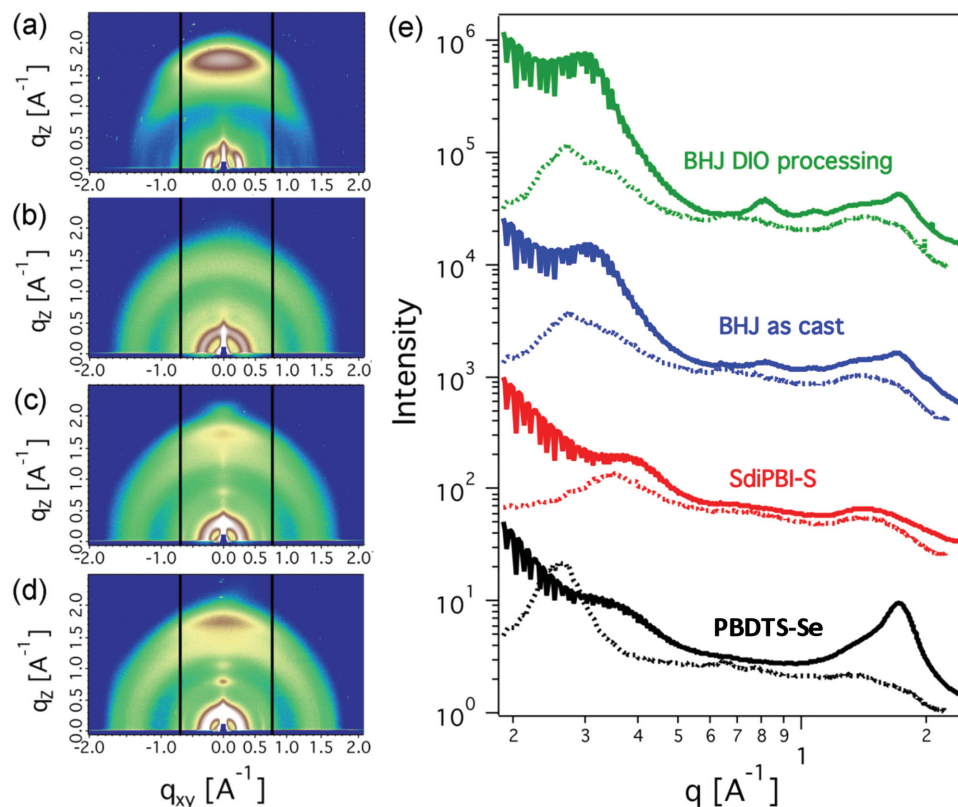 (a)
q_z [A^-1]
2.0
1.5
1.0
0.5
0.0
-2.0 -1.0 0.0 0.5 1.0 1.5 2.0
(b)
q_z [A^-1]
2.0
1.5
1.0
0.5
0.0
-2.0 -1.0 0.0 0.5 1.0 1.5 2.0
(c)
q_z [A^-1]
2.0
1.5
1.0
0.5
0.0
-1.0 0.0 0.5 1.0 1.5 2.0
(d)
q_z [A^-1]
2.0
1.5
1.0
0.5
0.0
-1.0 0.0 0.5 1.0 1.5 2.0
q_xy [A^-1]
(e)
Intensity
10^6
10^5
10^4
10^3
10^2
10^1
10^0
BHJ DIO processing
BHJ as cast
SdiPBI-S
PBDTS-Se
2 3 4 5 6 7 8 9 1 2
q [A^-1]